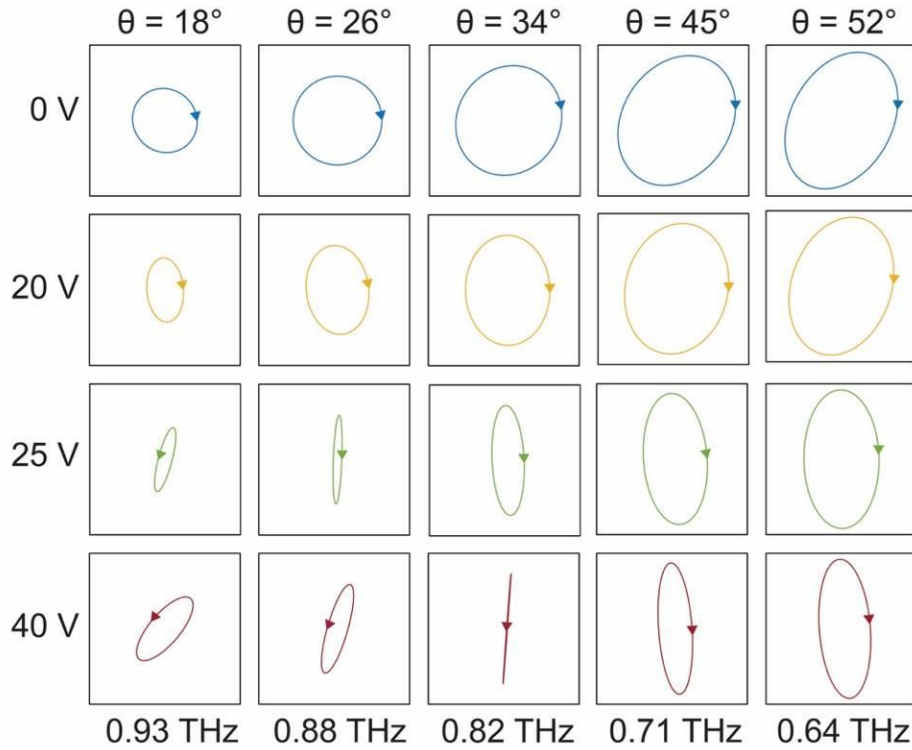 θ = 18° θ = 26° θ = 34° θ = 45° θ = 52°
0 V
20 V
25 V
40 V
0.93 THz 0.88 THz 0.82 THz 0.71 THz 0.64 THz